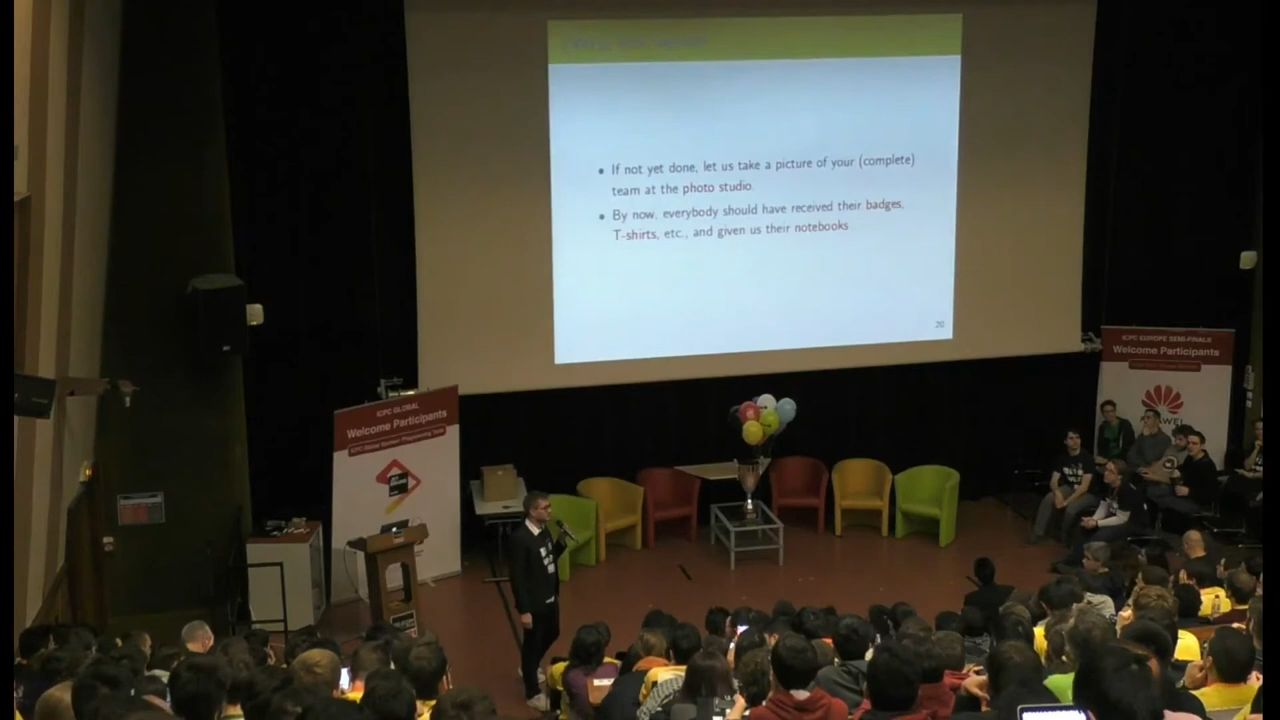 • If not yet done, let us take a picture of your (complete)
team at the photo studio.
• By now, everybody should have received their badges,
T-shirts, etc., and given us their notebooks
20
ICPC GLOBAL
Welcome Participants
ICPC EUROPE SEMI-FINALS
Welcome Participants